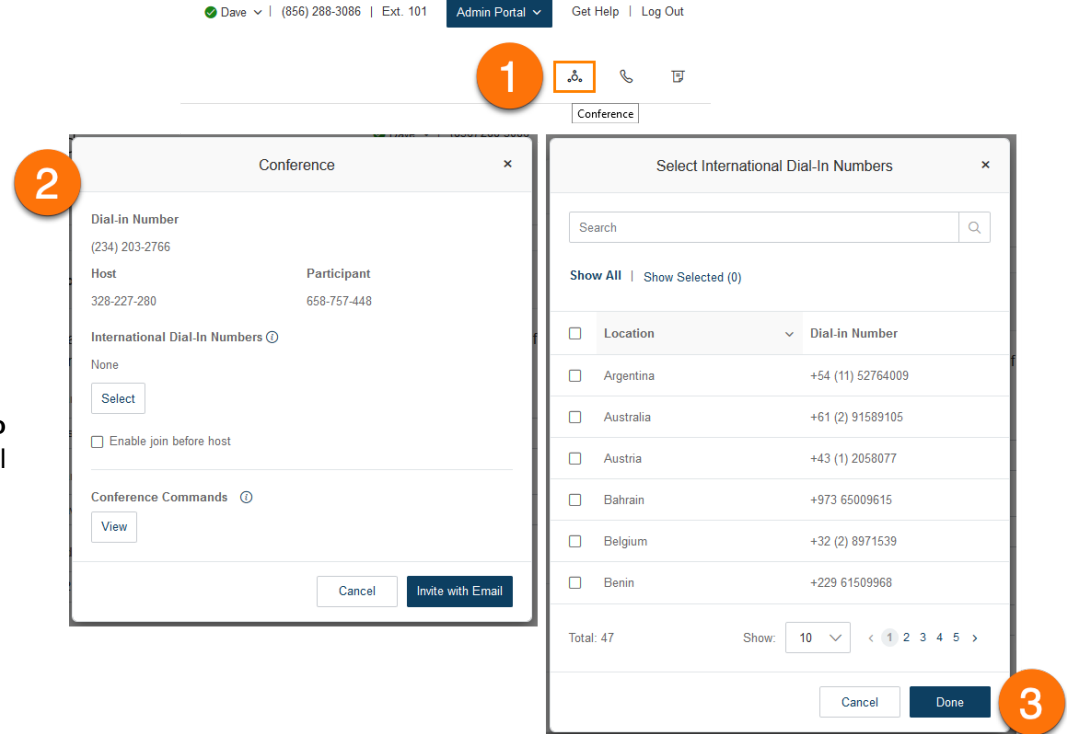 Dave | (856) 288-3086 | Ext. 101 Admin Portal Get Help | Log Out
1
Conference
2
Conference ×
Dial-in Number
(234) 203-2766
Host Participant
328-227-280 658-757-448
International Dial-In Numbers
None
Select
Enable join before host
Conference Commands
View
Cancel Invite with Email
Select International Dial-In Numbers ×
Search
Show All | Show Selected (0)
Location Dial-in Number
Argentina +54 (11) 52764009
Australia +61 (2) 91589105
Austria +43 (1) 2058077
Bahrain +973 65009615
Belgium +32 (2) 8971539
Benin +229 61509968
Total: 47 Show: 10 < 1 2 3 4 5 >
Cancel Done
3